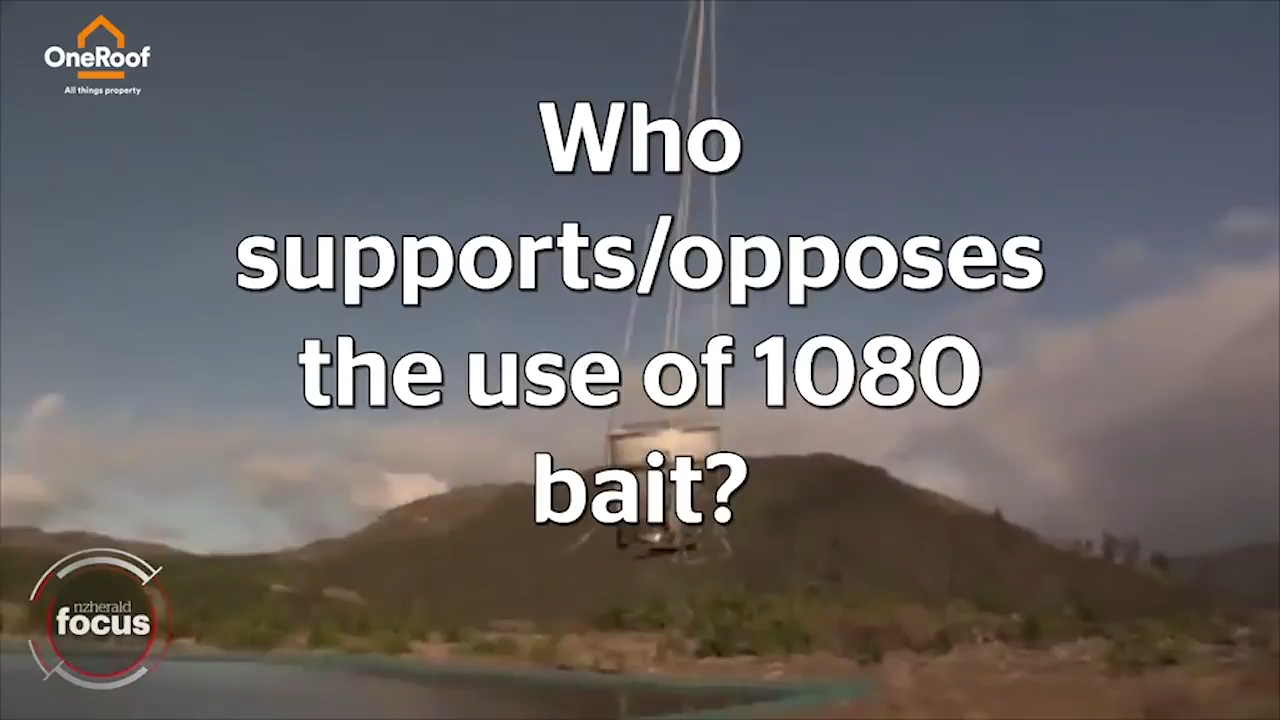 OneRoof
All things property
Who
supports/opposes
the use of 1080
bait?
nzherald
focus